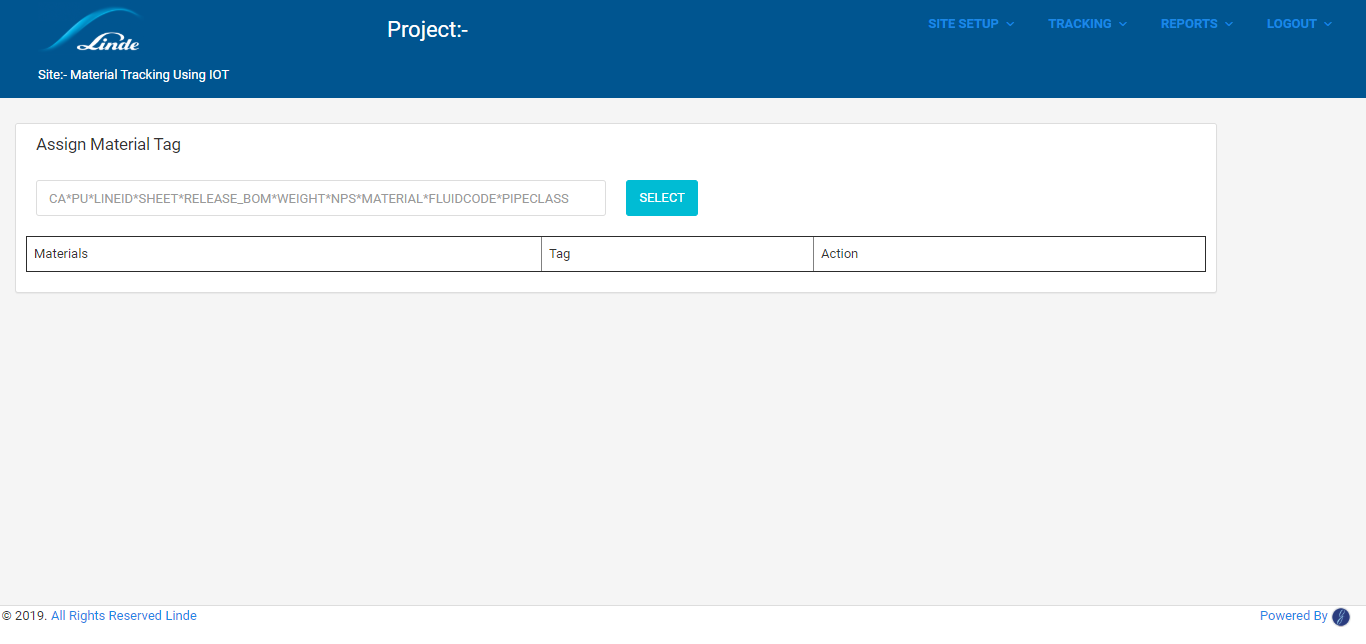 Linde
Project:-
SITE SETUP
TRACKING
REPORTS
LOGOUT
Site:- Material Tracking Using IOT
Assign Material Tag
CA*PU*LINEID*SHEET*RELEASE_BOM*WEIGHT*NPS*MATERIAL*FLUIDCODE*PIPECLASS
SELECT
Materials
Tag
Action
© 2019. All Rights Reserved Linde
Powered By